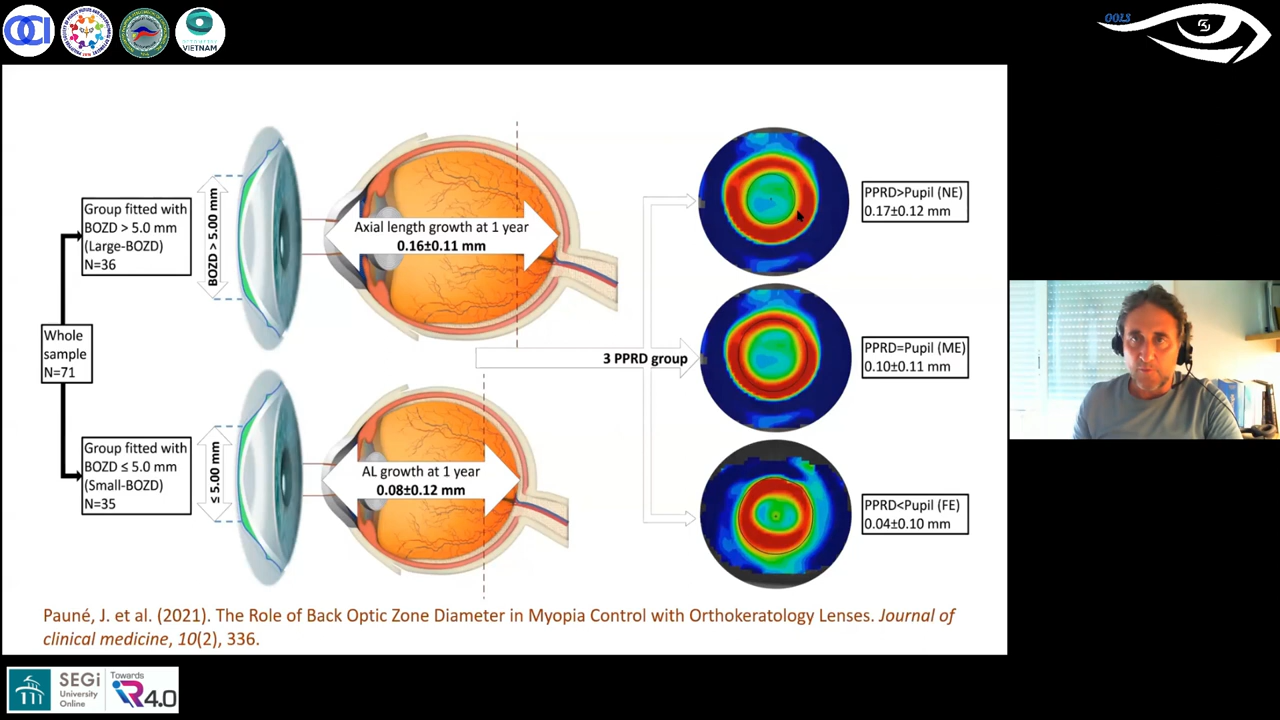 OCI
VIETNAM
OOLS
Group fitted with
BOZD > 5.0 mm
(Large-BOZD)
N=36
BOZD > 5.00 mm
Axial length growth at 1 year
0.16±0.11 mm
PPRD>Pupil (NE)
0.17±0.12 mm
Whole
sample
N=71
3 PPRD group
PPRD=Pupil (ME)
0.10±0.11 mm
Group fitted with
BOZD ≤ 5.0 mm
(Small-BOZD)
N=35
≤ 5.00 mm
AL growth at 1 year
0.08±0.12 mm
PPRD<Pupil (FE)
0.04±0.10 mm
Pauné, J. et al. (2021). The Role of Back Optic Zone Diameter in Myopia Control with Orthokeratology Lenses. Journal of
clinical medicine, 10(2), 336.
SEGi
University
Online
Towards
iR4.0